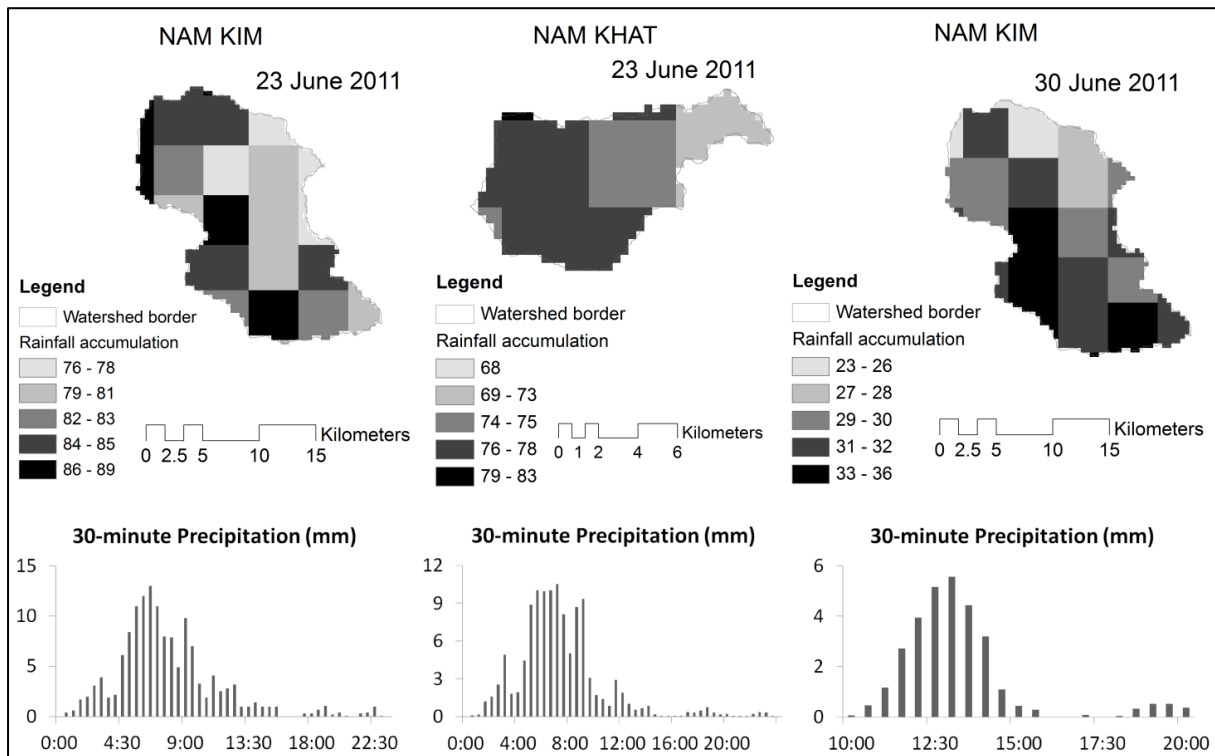 NAM KIM
23 June 2011
Legend
Watershed border
Rainfall accumulation
76 - 78
79 - 81
82 - 83
84 - 85
86 - 89
Kilometers
0 2.5 5 10 15
NAM KHAT
23 June 2011
Legend
Watershed border
Rainfall accumulation
68
69 - 73
74 - 75
76 - 78
79 - 83
Kilometers
0 1 2 4 6
NAM KIM
30 June 2011
Legend
Watershed border
Rainfall accumulation
23 - 26
27 - 28
29 - 30
31 - 32
33 - 36
Kilometers
0 2.5 5 10 15
30-minute Precipitation (mm)
15
10
5
0
0:00 4:30 9:00 13:30 18:00 22:30
30-minute Precipitation (mm)
12
9
6
3
0
0:00 4:00 8:00 12:00 16:00 20:00
30-minute Precipitation (mm)
6
4
2
0
10:00 12:30 15:00 17:30 20:00